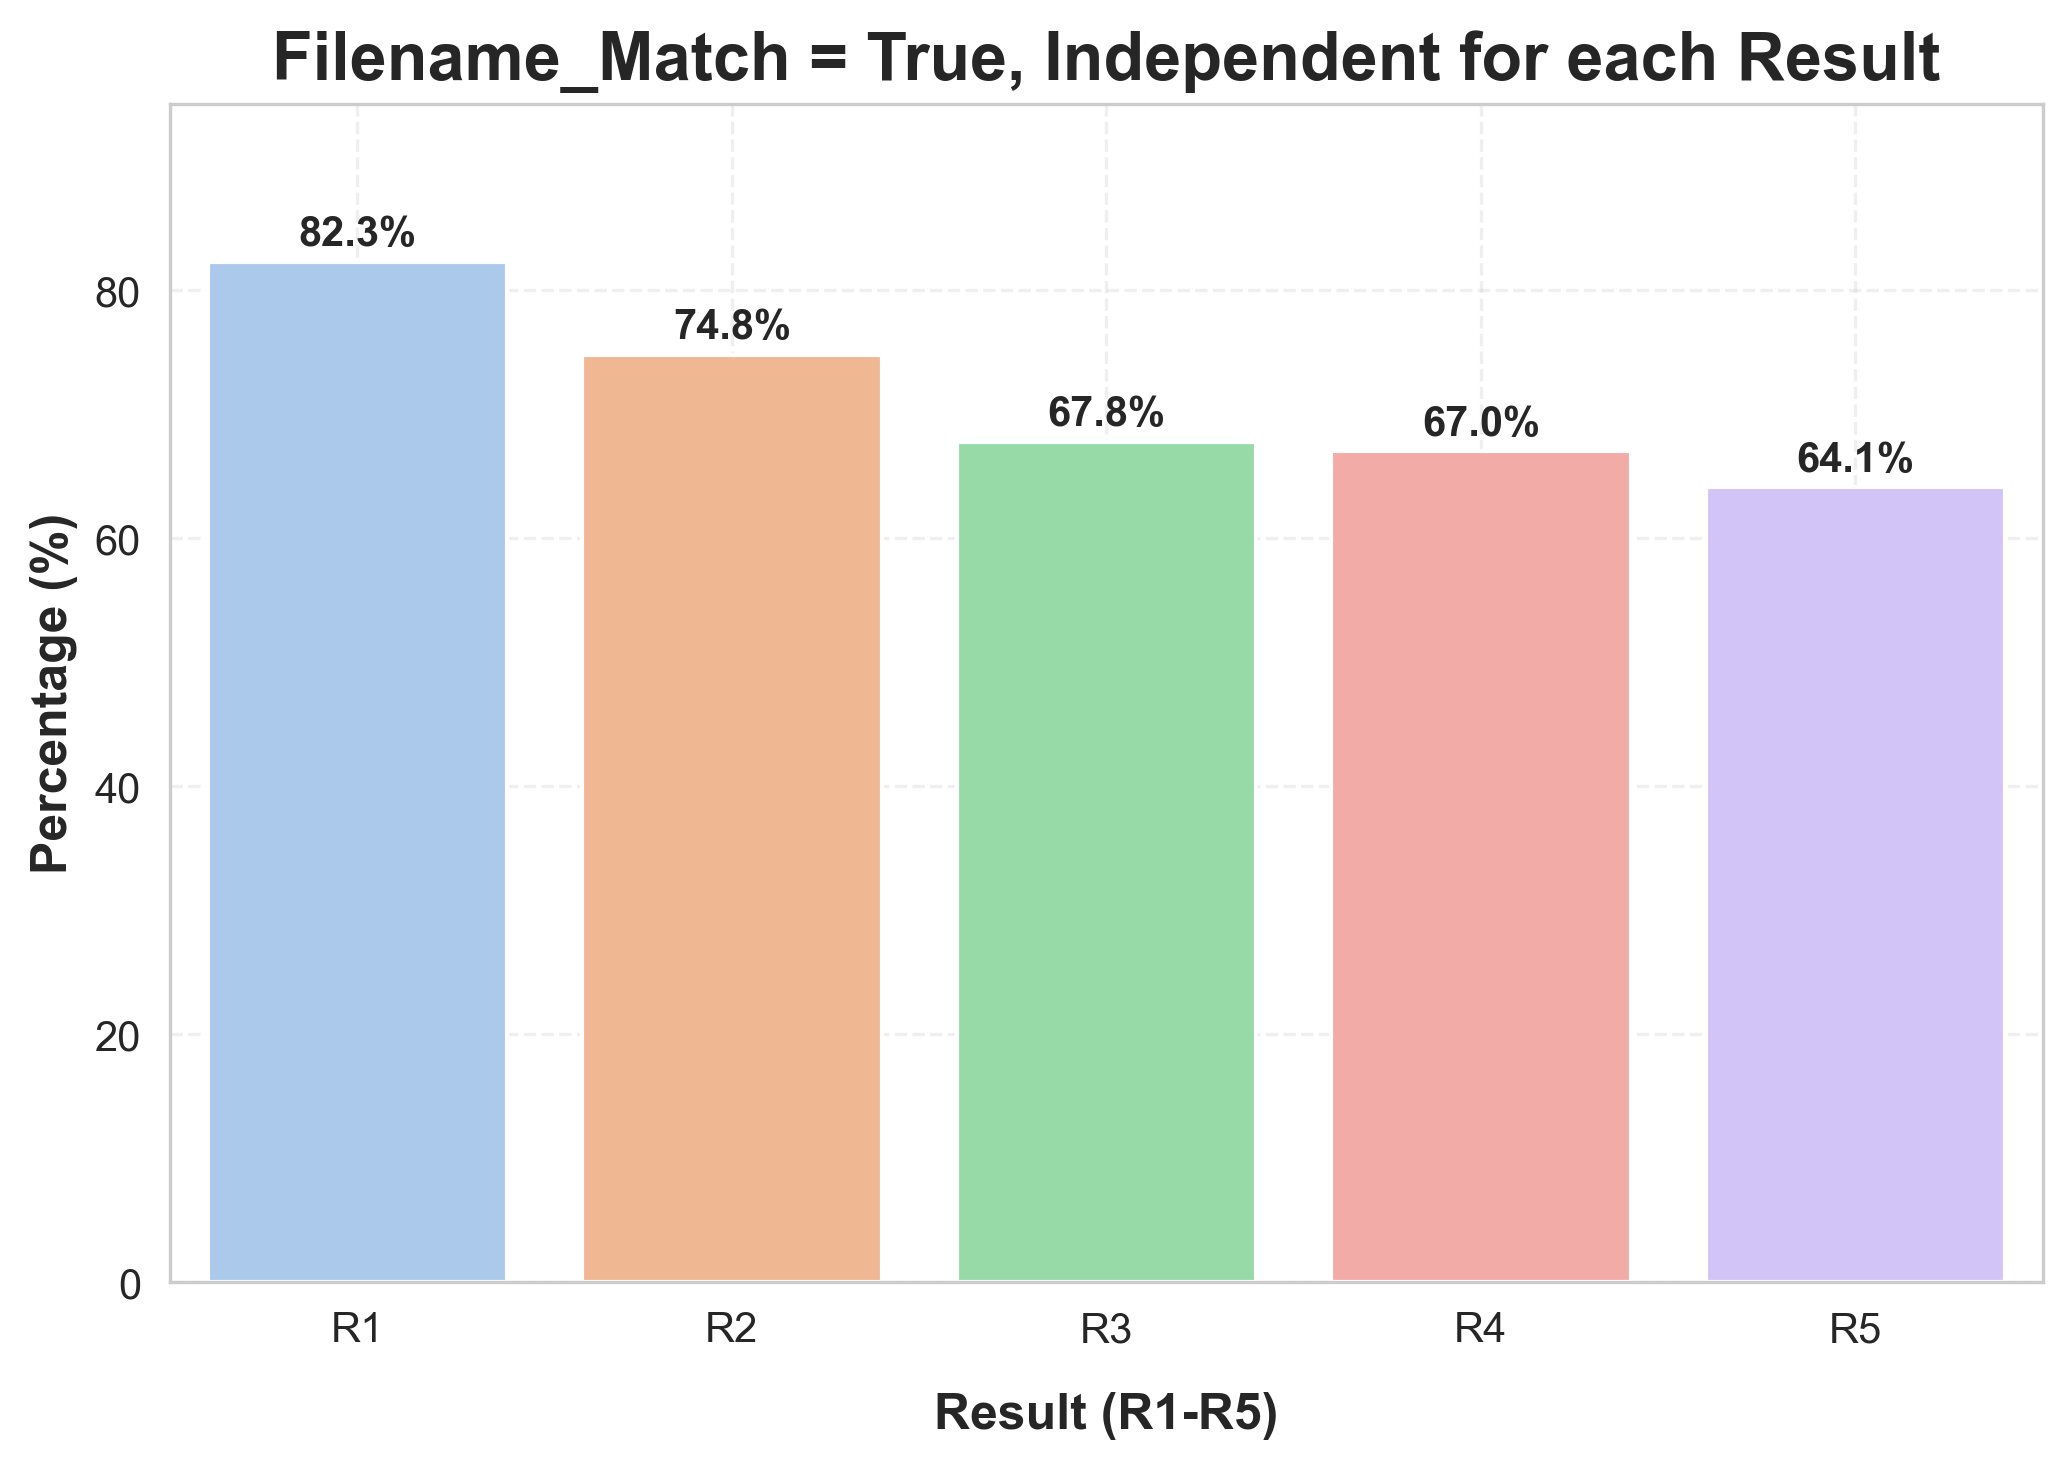 Filename_Match = True, Independent for each Result
82.3%
74.8%
67.8%
67.0%
64.1%
80
60
40
20
0
Percentage (%)
R1 R2 R3 R4 R5
Result (R1-R5)